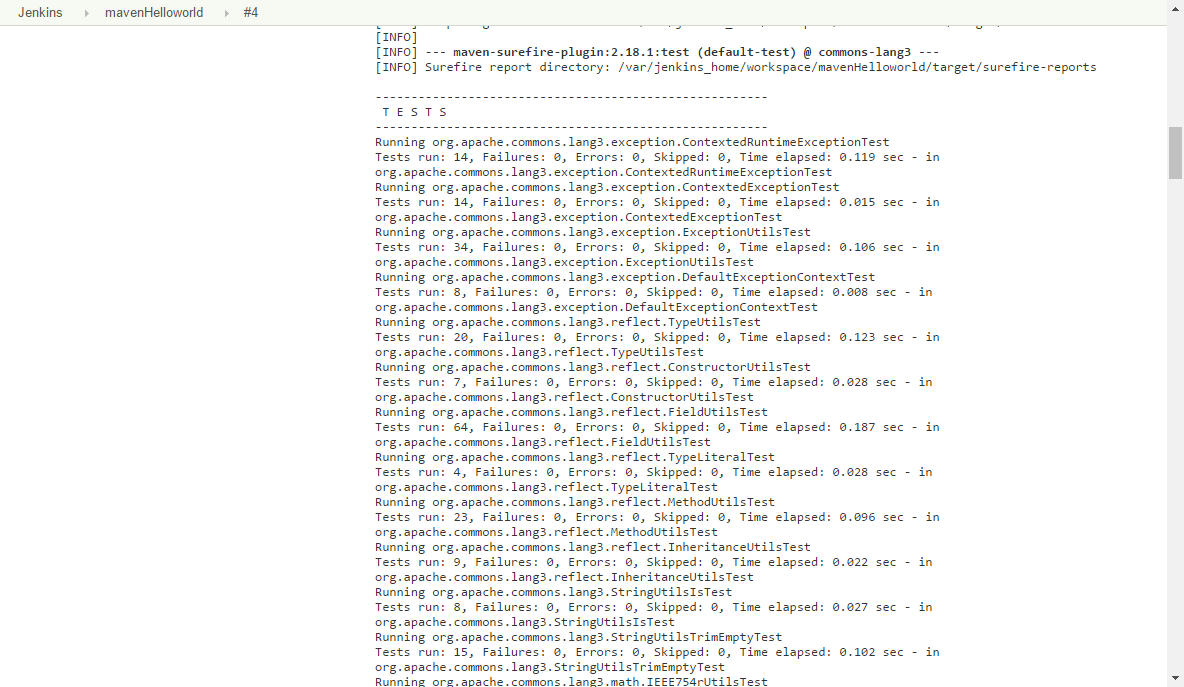 Jenkins mavenHelloworld #4
[INFO]
[INFO] --- maven-surefire-plugin:2.18.1:test (default-test) @ commons-lang3 ---
[INFO] Surefire report directory: /var/jenkins_home/workspace/mavenHelloworld/target/surefire-reports
-------------------------------------------------------
T E S T S
-------------------------------------------------------
Running org.apache.commons.lang3.exception.ContextedRuntimeExceptionTest
Tests run: 14, Failures: 0, Errors: 0, Skipped: 0, Time elapsed: 0.119 sec - in
org.apache.commons.lang3.exception.ContextedRuntimeExceptionTest
Running org.apache.commons.lang3.exception.ContextedExceptionTest
Tests run: 14, Failures: 0, Errors: 0, Skipped: 0, Time elapsed: 0.015 sec - in
org.apache.commons.lang3.exception.ContextedExceptionTest
Running org.apache.commons.lang3.exception.ExceptionUtilsTest
Tests run: 34, Failures: 0, Errors: 0, Skipped: 0, Time elapsed: 0.106 sec - in
org.apache.commons.lang3.exception.ExceptionUtilsTest
Running org.apache.commons.lang3.exception.DefaultExceptionContextTest
Tests run: 8, Failures: 0, Errors: 0, Skipped: 0, Time elapsed: 0.008 sec - in
org.apache.commons.lang3.exception.DefaultExceptionContextTest
Running org.apache.commons.lang3.reflect.TypeUtilsTest
Tests run: 20, Failures: 0, Errors: 0, Skipped: 0, Time elapsed: 0.123 sec - in
org.apache.commons.lang3.reflect.TypeUtilsTest
Running org.apache.commons.lang3.reflect.ConstructorUtilsTest
Tests run: 7, Failures: 0, Errors: 0, Skipped: 0, Time elapsed: 0.028 sec - in
org.apache.commons.lang3.reflect.ConstructorUtilsTest
Running org.apache.commons.lang3.reflect.FieldUtilsTest
Tests run: 64, Failures: 0, Errors: 0, Skipped: 0, Time elapsed: 0.187 sec - in
org.apache.commons.lang3.reflect.FieldUtilsTest
Running org.apache.commons.lang3.reflect.TypeLiteralTest
Tests run: 4, Failures: 0, Errors: 0, Skipped: 0, Time elapsed: 0.028 sec - in
org.apache.commons.lang3.reflect.TypeLiteralTest
Running org.apache.commons.lang3.reflect.MethodUtilsTest
Tests run: 23, Failures: 0, Errors: 0, Skipped: 0, Time elapsed: 0.096 sec - in
org.apache.commons.lang3.reflect.MethodUtilsTest
Running org.apache.commons.lang3.reflect.InheritanceUtilsTest
Tests run: 9, Failures: 0, Errors: 0, Skipped: 0, Time elapsed: 0.022 sec - in
org.apache.commons.lang3.reflect.InheritanceUtilsTest
Running org.apache.commons.lang3.StringUtilsIsTest
Tests run: 8, Failures: 0, Errors: 0, Skipped: 0, Time elapsed: 0.027 sec - in
org.apache.commons.lang3.StringUtilsIsTest
Running org.apache.commons.lang3.StringUtilsTrimEmptyTest
Tests run: 15, Failures: 0, Errors: 0, Skipped: 0, Time elapsed: 0.102 sec - in
org.apache.commons.lang3.StringUtilsTrimEmptyTest
Running org.apache.commons.lang3.math.IEEE754rUtilsTest